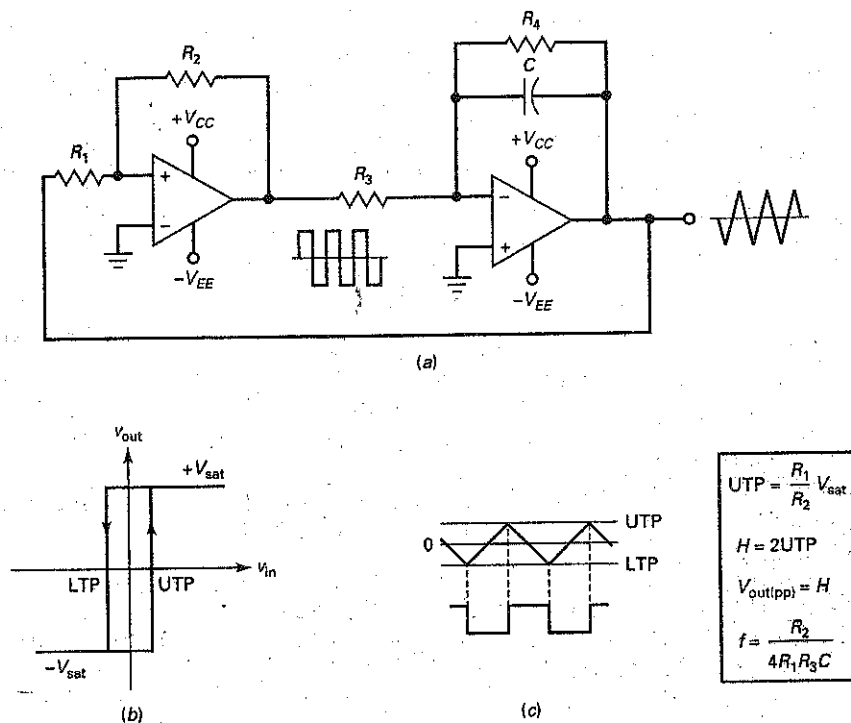 R4
R2
C
+VCC
+VCC
R1
R3
+
−
−
+
−VEE
−VEE
(a)
vout
+Vsat
LTP
UTP
vin
−Vsat
(b)
UTP
0
LTP
(c)
UTP = R1/R2 Vsat
H = 2UTP
Vout(pp) = H
f = R2/4R1R3C